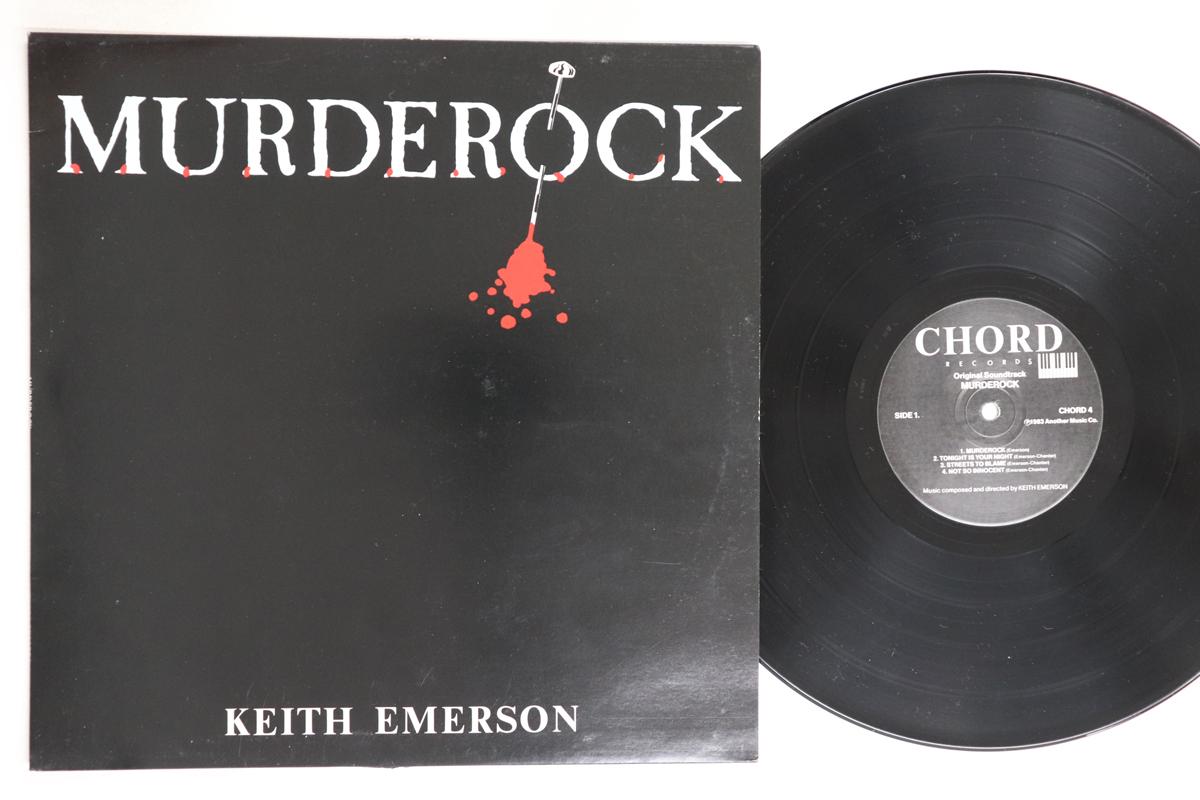 MURDEROCK
KEITH EMERSON
CHORD
RECORDS
Original Soundtrack
MURDEROCK
SIDE 1.
CHORD 4
℗1983 Another Music Co.
1. MURDEROCK (Emerson)
2. TONIGHT IS YOUR NIGHT (Emerson-Chanter)
3. STREETS TO BLAME (Emerson-Chanter)
4. NOT SO INNOCENT (Emerson-Chanter)
Music composed and directed by KEITH EMERSON